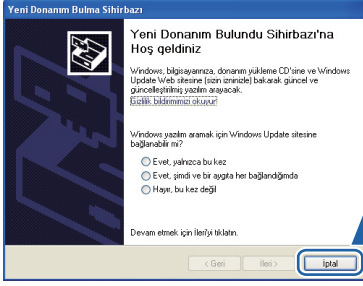 Yeni Donanım Bulma Sihirbazı
Yeni Donanım Bulundu Sihirbazı'na
Hoş geldiniz
Windows, bilgisayarınıza, donanım yükleme CD'sine ve Windows
Update Web sitesine (sizin izninizle) bakarak güncel ve
güncelleştirilmiş yazılım arayacak.
Gizlilik bildirimimizi okuyun
Windows yazılım aramak için Windows Update sitesine
bağlanabilir mi?
Evet, yalnızca bu kez
Evet, şimdi ve bir aygıta her bağlandığımda
Hayır, bu kez değil
Devam etmek için İleri'yi tıklatın.
< Geri
İleri >
İptal